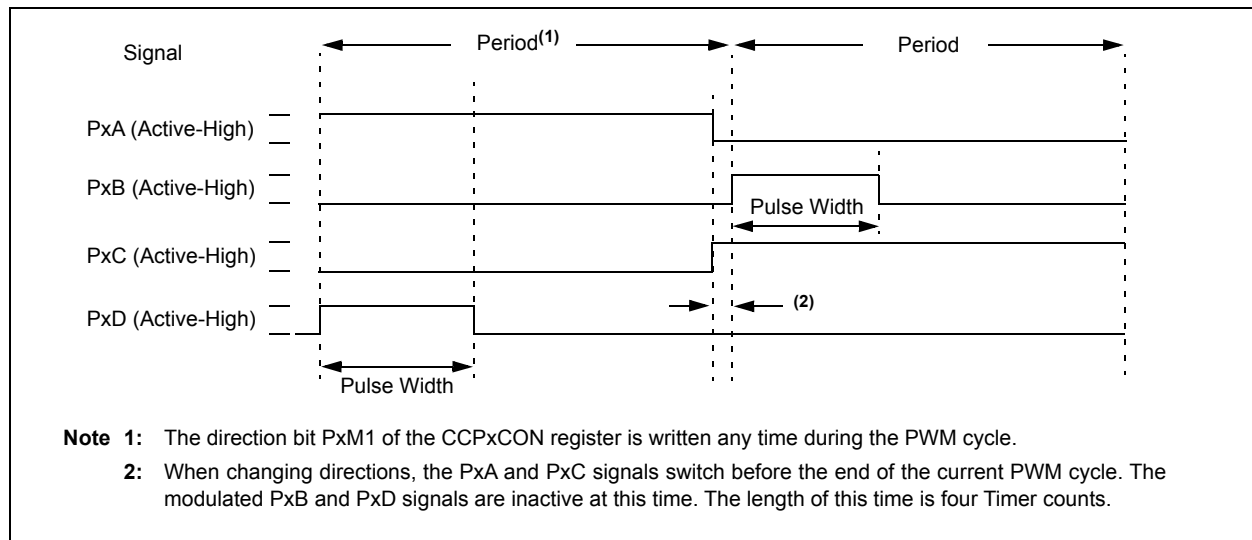 Signal
Period(1)
Period
PxA (Active-High)
PxB (Active-High)
Pulse Width
PxC (Active-High)
(2)
PxD (Active-High)
Pulse Width
Note 1: The direction bit PxM1 of the CCPxCON register is written any time during the PWM cycle.
2: When changing directions, the PxA and PxC signals switch before the end of the current PWM cycle. The
modulated PxB and PxD signals are inactive at this time. The length of this time is four Timer counts.